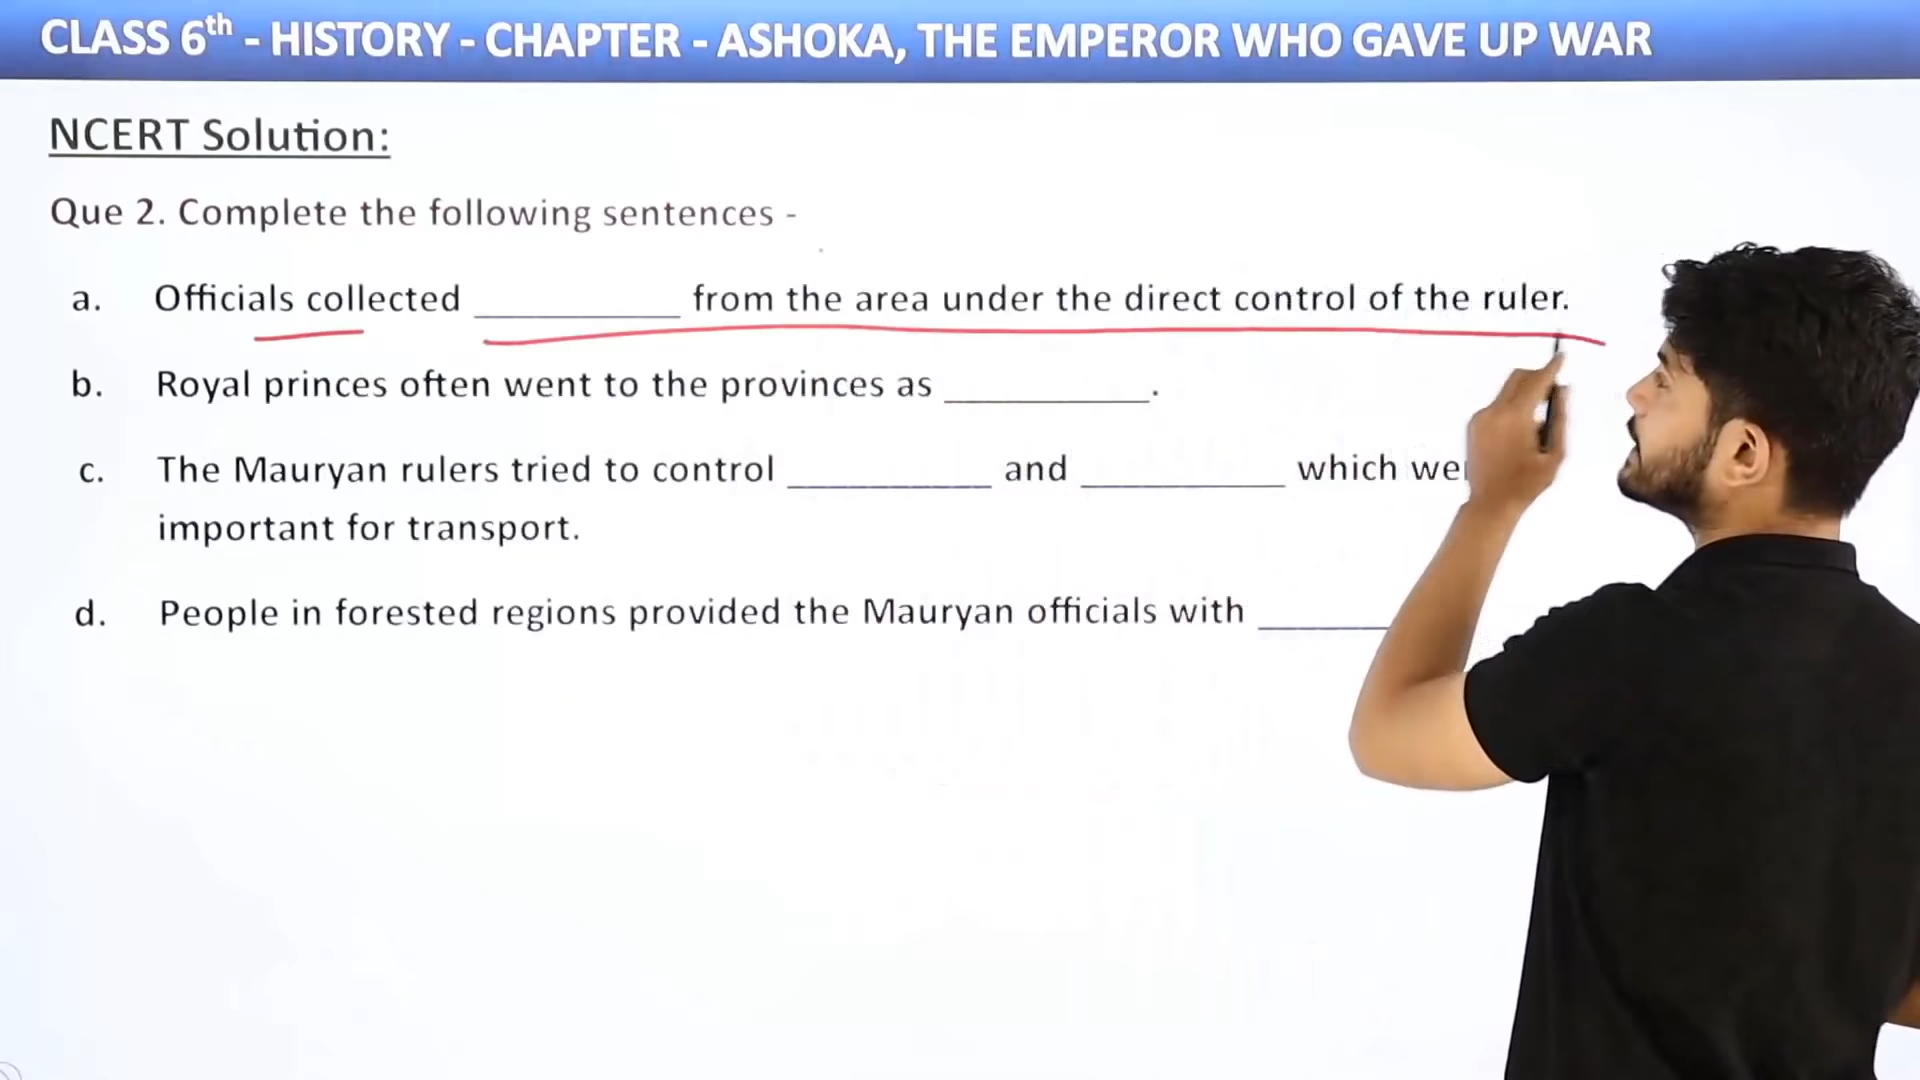 CLASS 6th - HISTORY - CHAPTER - ASHOKA, THE EMPEROR WHO GAVE UP WAR
NCERT Solution:
Que 2. Complete the following sentences -
a. Officials collected ___________ from the area under the direct control of the ruler.
b. Royal princes often went to the provinces as ___________.
c. The Mauryan rulers tried to control ___________ and ___________ which
important for transport.
d. People in forested regions provided the Mauryan officials with _______